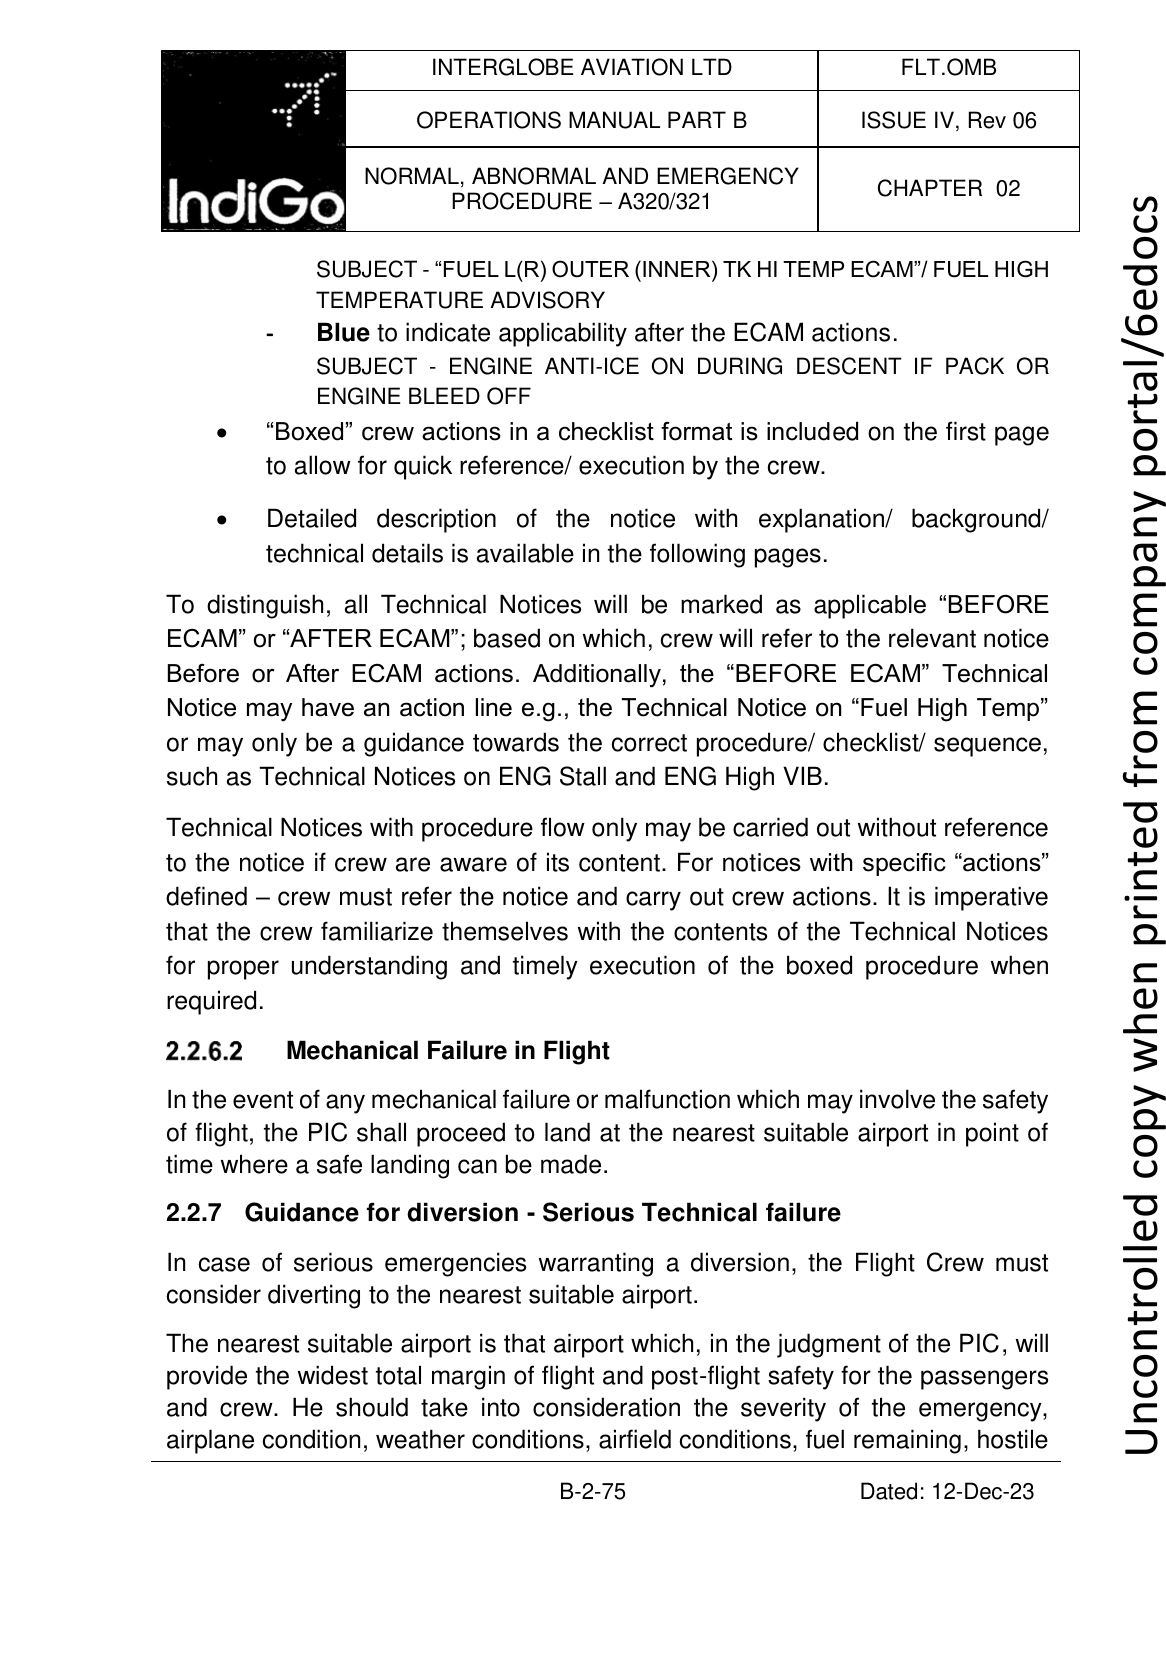 IndiGo
INTERGLOBE AVIATION LTD
FLT.OMB
OPERATIONS MANUAL PART B
ISSUE IV, Rev 06
NORMAL, ABNORMAL AND EMERGENCY
PROCEDURE – A320/321
CHAPTER 02
SUBJECT - “FUEL L(R) OUTER (INNER) TK HI TEMP ECAM”/ FUEL HIGH
TEMPERATURE ADVISORY
- Blue to indicate applicability after the ECAM actions.
SUBJECT - ENGINE ANTI-ICE ON DURING DESCENT IF PACK OR
ENGINE BLEED OFF
• “Boxed” crew actions in a checklist format is included on the first page
to allow for quick reference/ execution by the crew.
• Detailed description of the notice with explanation/ background/
technical details is available in the following pages.
To distinguish, all Technical Notices will be marked as applicable “BEFORE
ECAM” or “AFTER ECAM”; based on which, crew will refer to the relevant notice
Before or After ECAM actions. Additionally, the “BEFORE ECAM” Technical
Notice may have an action line e.g., the Technical Notice on “Fuel High Temp”
or may only be a guidance towards the correct procedure/ checklist/ sequence,
such as Technical Notices on ENG Stall and ENG High VIB.
Technical Notices with procedure flow only may be carried out without reference
to the notice if crew are aware of its content. For notices with specific “actions”
defined – crew must refer the notice and carry out crew actions. It is imperative
that the crew familiarize themselves with the contents of the Technical Notices
for proper understanding and timely execution of the boxed procedure when
required.
2.2.6.2 Mechanical Failure in Flight
In the event of any mechanical failure or malfunction which may involve the safety
of flight, the PIC shall proceed to land at the nearest suitable airport in point of
time where a safe landing can be made.
2.2.7 Guidance for diversion - Serious Technical failure
In case of serious emergencies warranting a diversion, the Flight Crew must
consider diverting to the nearest suitable airport.
The nearest suitable airport is that airport which, in the judgment of the PIC, will
provide the widest total margin of flight and post-flight safety for the passengers
and crew. He should take into consideration the severity of the emergency,
airplane condition, weather conditions, airfield conditions, fuel remaining, hostile
B-2-75
Dated: 12-Dec-23
Uncontrolled copy when printed from company portal/6edocs